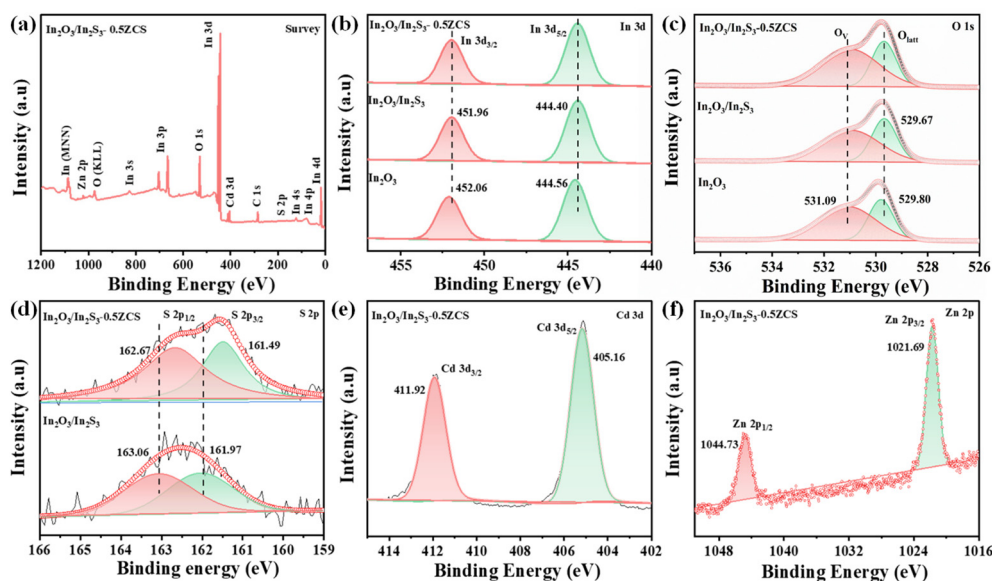 (a)
In₂O₃/In₂S₃- 0.5ZCS
Survey
In 3d
In (MNN)
Zn 2p
O (KLL)
In 3s
In 3p
O 1s
Cd 3d
C 1s
S 2p
In 4s
In 4p
In 4d
Intensity (a.u)
1200 1000 800 600 400 200 0
Binding Energy (eV)
(b)
In₂O₃/In₂S₃- 0.5ZCS
In 3d
In 3d₃/₂
In 3d₅/₂
In₂O₃/In₂S₃
451.96
444.40
In₂O₃
452.06
444.56
Intensity (a.u)
455 450 445 440
Binding Energy (eV)
(c)
In₂O₃/In₂S₃-0.5ZCS
O 1s
Oᵥ
Olatt
In₂O₃/In₂S₃
529.67
In₂O₃
531.09
529.80
Intensity (a.u)
536 534 532 530 528 526
Binding Energy (eV)
(d)
In₂O₃/In₂S₃-0.5ZCS
S 2p₁/₂
S 2p₃/₂
S 2p
162.67
161.49
In₂O₃/In₂S₃
163.06
161.97
Intensity (a.u)
166 165 164 163 162 161 160 159
Binding energy (eV)
(e)
In₂O₃/In₂S₃-0.5ZCS
Cd 3d
Cd 3d₅/₂
Cd 3d₃/₂
405.16
411.92
Intensity (a.u)
414 412 410 408 406 404 402
Binding Energy (eV)
(f)
In₂O₃/In₂S₃-0.5ZCS
Zn 2p
Zn 2p₃/₂
1021.69
Zn 2p₁/₂
1044.73
Intensity (a.u)
1048 1040 1032 1024 1016
Binding Energy (eV)